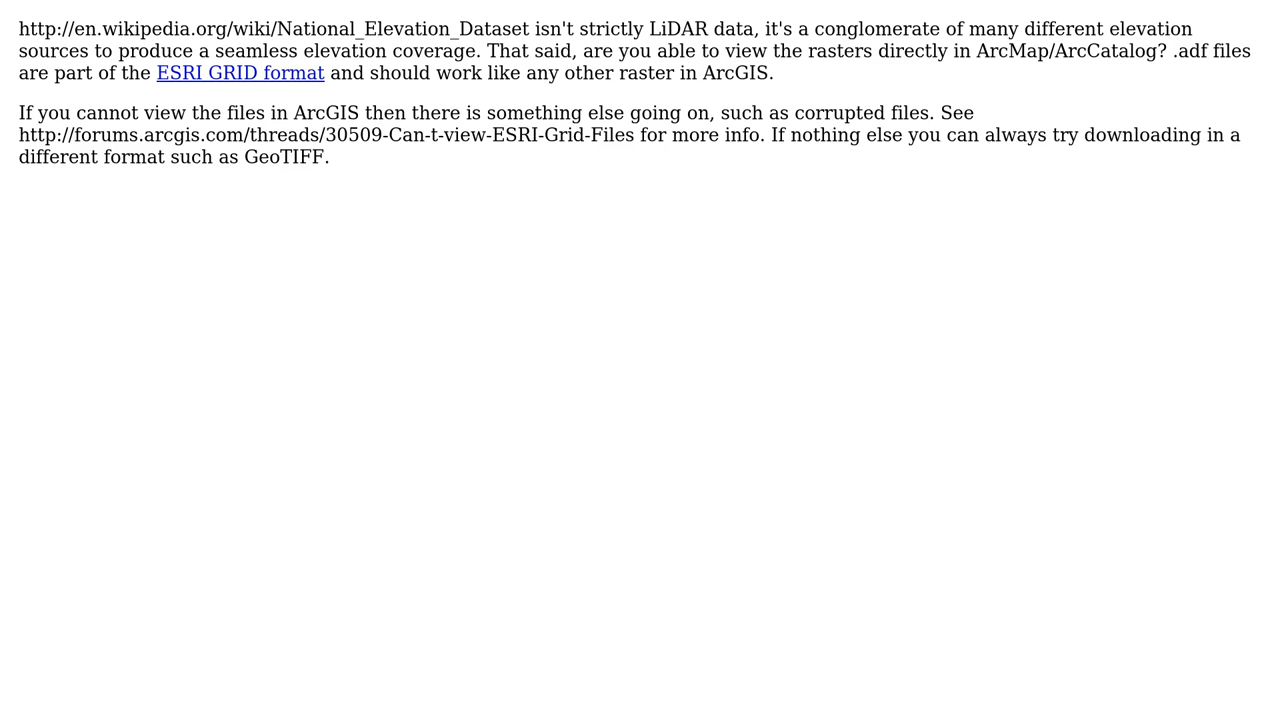 http://en.wikipedia.org/wiki/National_Elevation_Dataset isn't strictly LiDAR data, it's a conglomerate of many different elevation
sources to produce a seamless elevation coverage. That said, are you able to view the rasters directly in ArcMap/ArcCatalog? .adf files
are part of the ESRI GRID format and should work like any other raster in ArcGIS.
If you cannot view the files in ArcGIS then there is something else going on, such as corrupted files. See
http://forums.arcgis.com/threads/30509-Can-t-view-ESRI-Grid-Files for more info. If nothing else you can always try downloading in a
different format such as GeoTIFF.